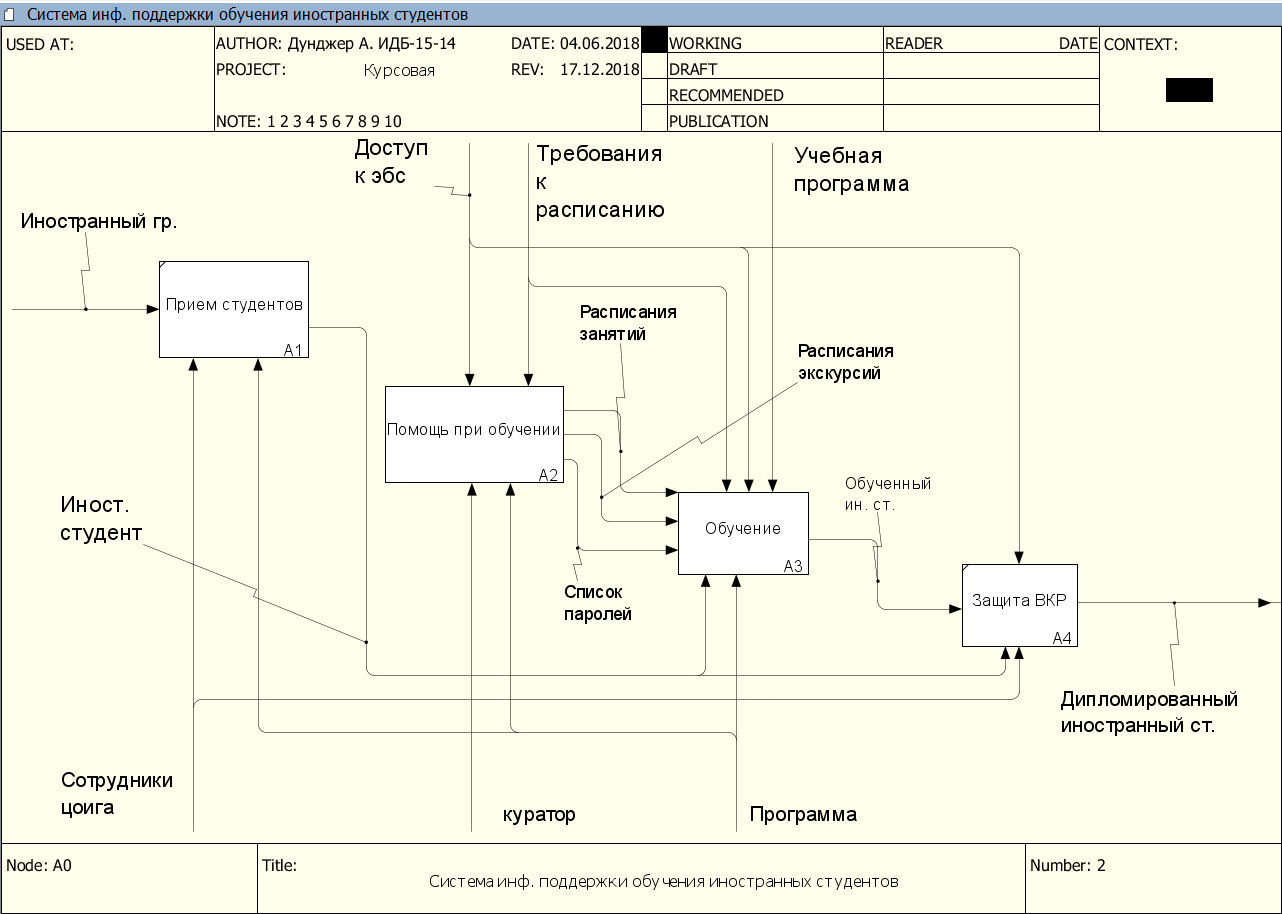 Система инф. поддержки обучения иностранных студентов
USED AT:
AUTHOR: Дунджер А. ИДБ-15-14
DATE: 04.06.2018
PROJECT: Курсовая
REV: 17.12.2018
NOTE: 1 2 3 4 5 6 7 8 9 10
WORKING
DRAFT
RECOMMENDED
PUBLICATION
READER DATE
CONTEXT:
Доступ
к эбс
Требования
к
расписанию
Учебная
программа
Иностранный гр.
Прием студентов
A1
Расписания
занятий
Расписания
экскурсий
Помощь при обучении
A2
Иност.
студент
Обучение
A3
Обученный
ин. ст.
Список
паролей
Защита ВКР
A4
Дипломированный
иностранный ст.
Сотрудники
цоига
куратор
Программа
Node: A0
Title:
Система инф. поддержки обучения иностранных студентов
Number: 2